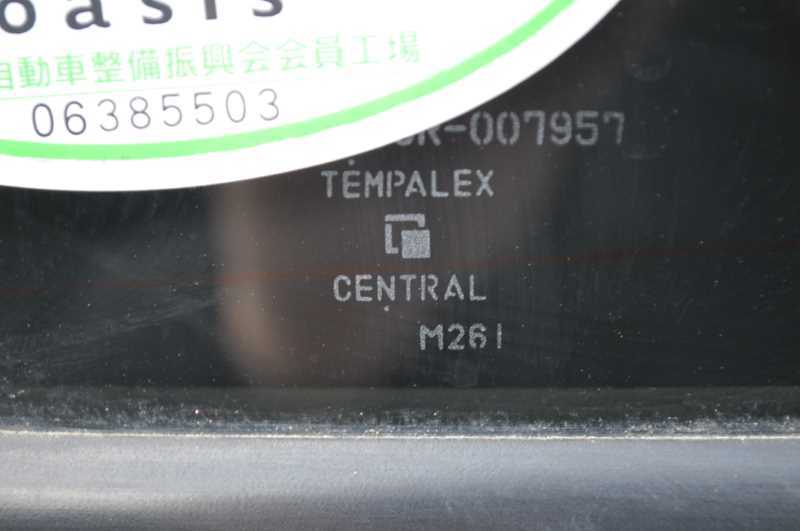 oasis
自動車整備振興会会員工場
06385503
R-007957
TEMPALEX
CENTRAL
M261